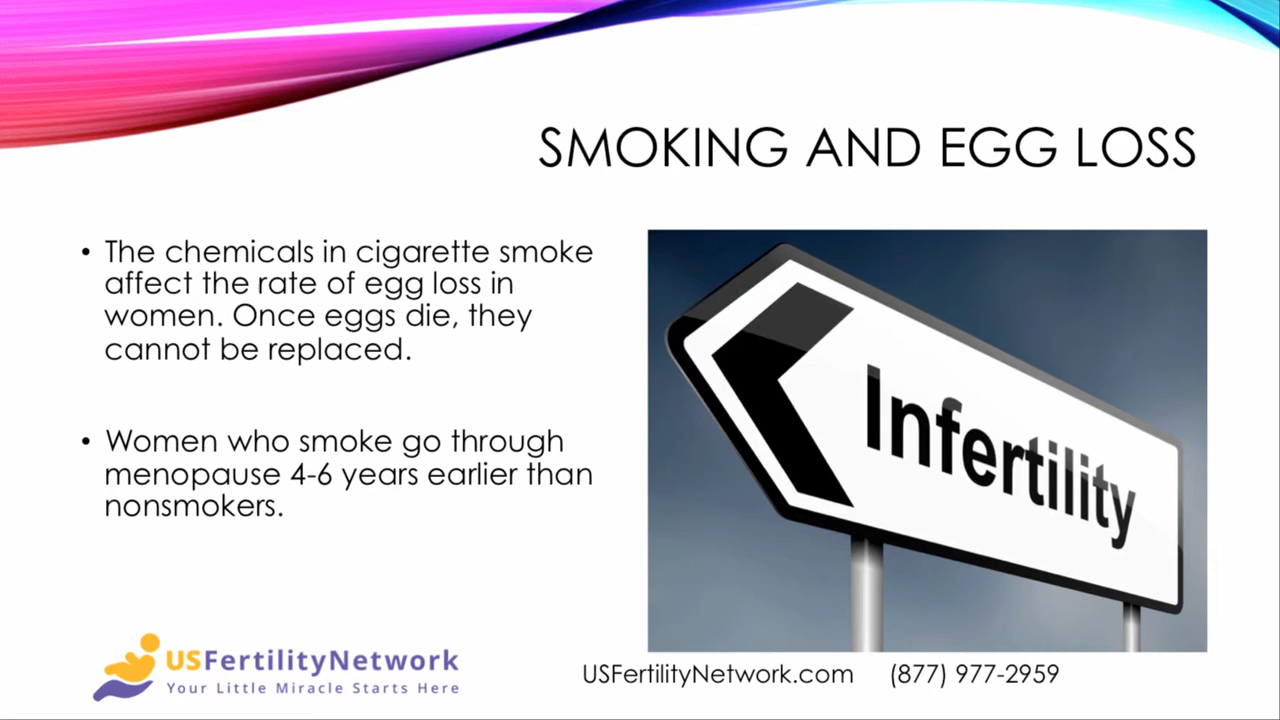 SMOKING AND EGG LOSS
• The chemicals in cigarette smoke
affect the rate of egg loss in
women. Once eggs die, they
cannot be replaced.
• Women who smoke go through
menopause 4-6 years earlier than
nonsmokers.
Infertility
USFertilityNetwork
Your Little Miracle Starts Here
USFertilityNetwork.com (877) 977-2959